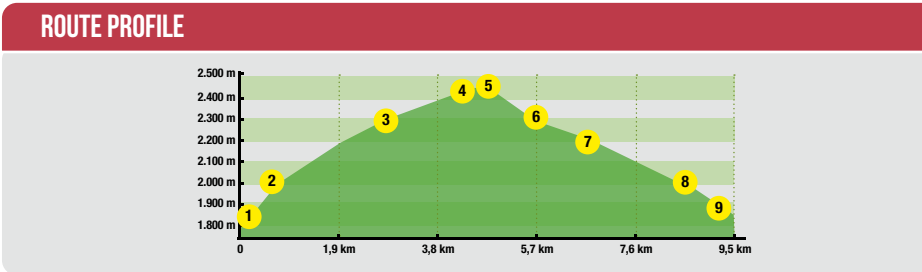 ROUTE PROFILE
2.500 m
2.400 m
2.300 m
2.200 m
2.100 m
2.000 m
1.900 m
1.800 m
1
2
3
4
5
6
7
8
9
0
1,9 km
3,8 km
5,7 km
7,6 km
9,5 km